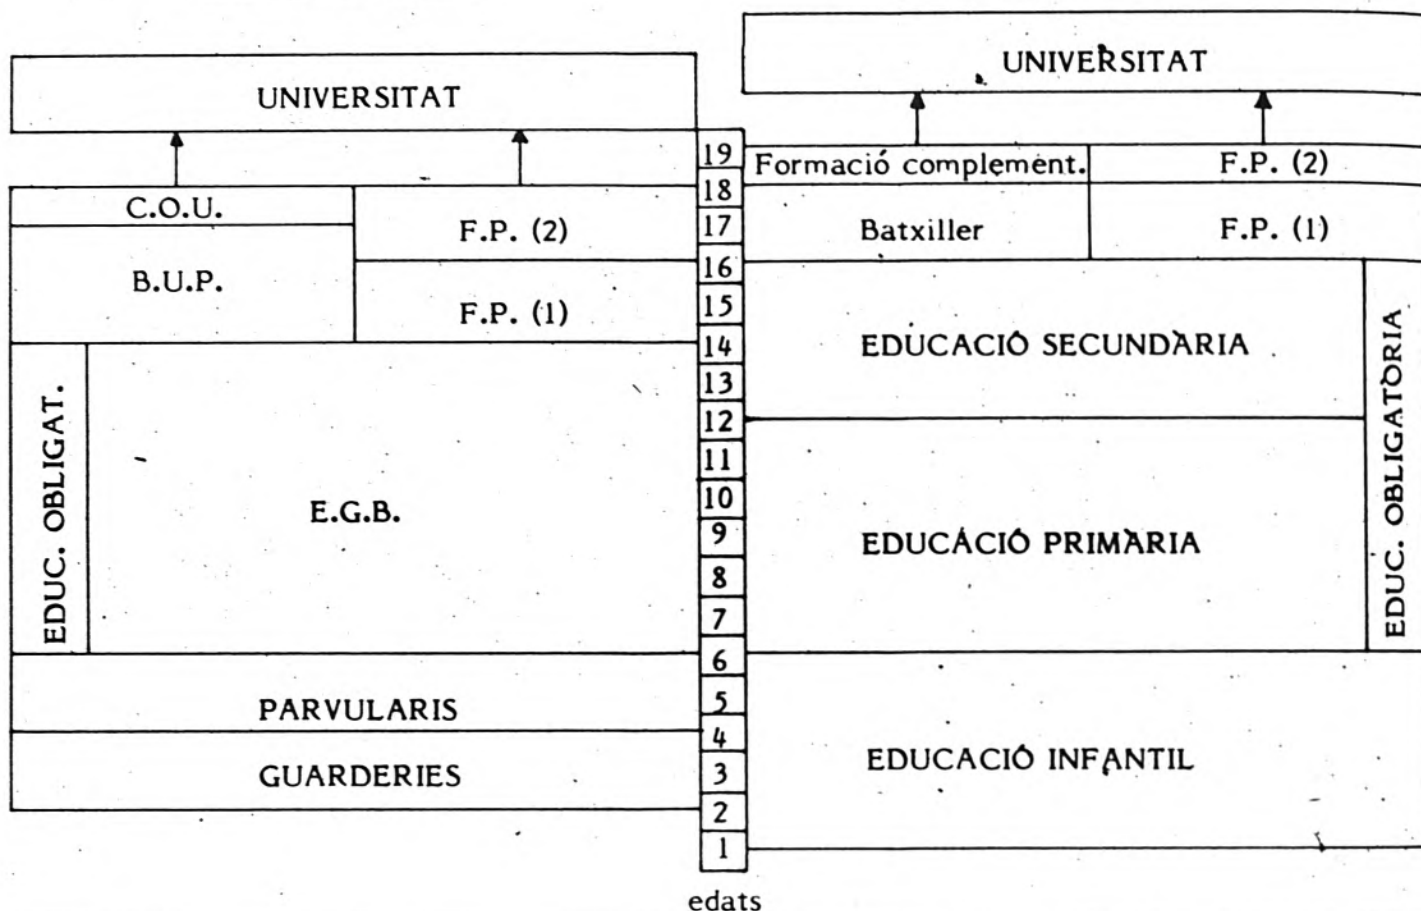 UNIVERSITAT
C.O.U.
F.P. (2)
B.U.P.
F.P. (1)
EDUC. OBLIGAT.
E.G.B.
PARVULARIS
GUARDERIES
19
18
17
16
15
14
13
12
11
10
9
8
7
6
5
4
3
2
1
edats
UNIVERSITAT
Formació complement.
F.P. (2)
Batxiller
F.P. (1)
EDUCACIÓ SECUNDÀRIA
EDUCACIÓ PRIMÀRIA
EDUC. OBLIGATÒRIA
EDUCACIÓ INFANTIL